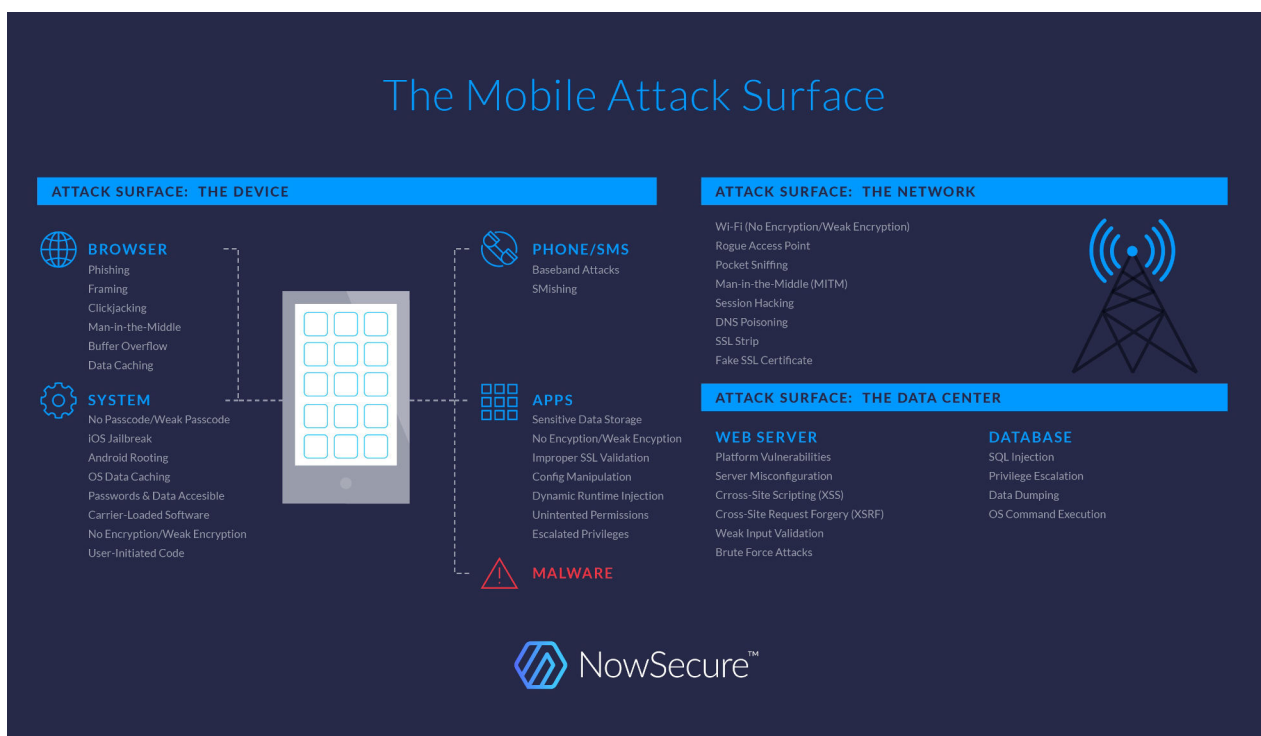 The Mobile Attack Surface
ATTACK SURFACE: THE DEVICE
BROWSER
Phishing
Framing
Clickjacking
Man-in-the-Middle
Buffer Overflow
Data Caching
SYSTEM
No Passcode/Weak Passcode
iOS Jailbreak
Android Rooting
OS Data Caching
Passwords & Data Accesible
Carrier-Loaded Software
No Encryption/Weak Encryption
User-Initiated Code
PHONE/SMS
Baseband Attacks
SMishing
APPS
Sensitive Data Storage
No Encyption/Weak Encyption
Improper SSL Validation
Config Manipulation
Dynamic Runtime Injection
Unintented Permissions
Escalated Privileges
MALWARE
ATTACK SURFACE: THE NETWORK
Wi-Fi (No Encryption/Weak Encryption)
Rogue Access Point
Pocket Sniffing
Man-in-the-Middle (MITM)
Session Hacking
DNS Poisoning
SSL Strip
Fake SSL Certificate
ATTACK SURFACE: THE DATA CENTER
WEB SERVER
Platform Vulnerabilities
Server Misconfiguration
Crross-Site Scripting (XSS)
Cross-Site Request Forgery (XSRF)
Weak Input Validation
Brute Force Attacks
DATABASE
SQL Injection
Privilege Escalation
Data Dumping
OS Command Execution
NowSecure™